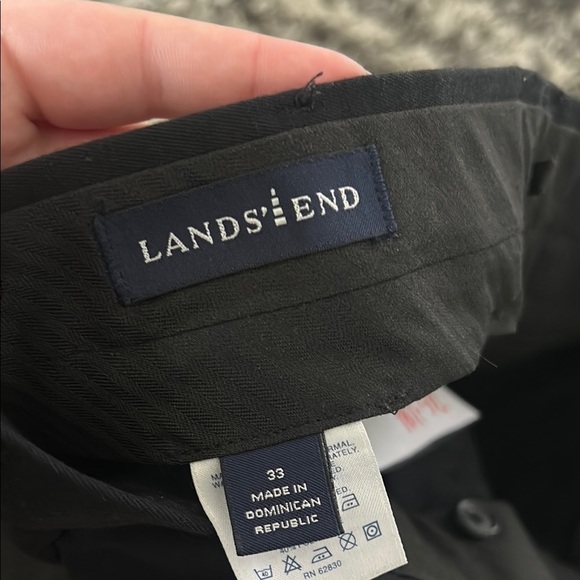 LANDS' END
33
MADE IN
DOMINICAN
REPUBLIC
RN 62830